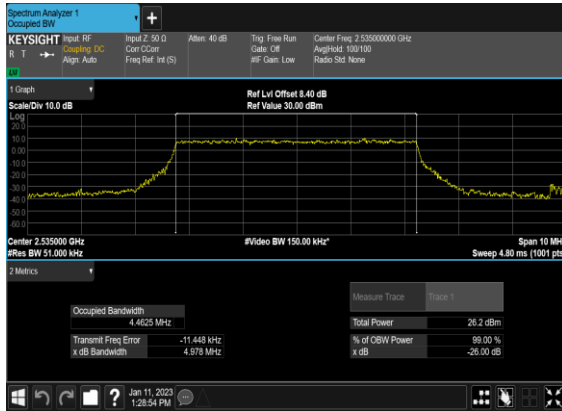 Spectrum Analyzer 1
Occupied BW
KEYSIGHT
R T
LXI
Input: RF
Coupling: DC
Align: Auto
Input Z: 50 Ω
Corr CCorr
Freq Ref: Int (S)
Atten: 40 dB
Trig: Free Run
Gate: Off
#IF Gain: Low
Center Freq: 2.535000000 GHz
Avg|Hold: 100/100
Radio Std: None
1 Graph
Scale/Div 10.0 dB
Ref Lvl Offset 8.40 dB
Ref Value 30.00 dBm
Log
20.0
10.0
0.00
-10.0
-20.0
-30.0
-40.0
-50.0
-60.0
Center 2.535000 GHz
#Video BW 150.00 kHz*
Span 10 MH
#Res BW 51.000 kHz
Sweep 4.80 ms (1001 pts
2 Metrics
Measure Trace
Trace 1
Occupied Bandwidth
4.4625 MHz
Total Power
26.2 dBm
Transmit Freq Error
-11.448 kHz
% of OBW Power
99.00 %
x dB Bandwidth
4.978 MHz
x dB
-26.00 dB
?
Jan 11, 2023
1:28:54 PM